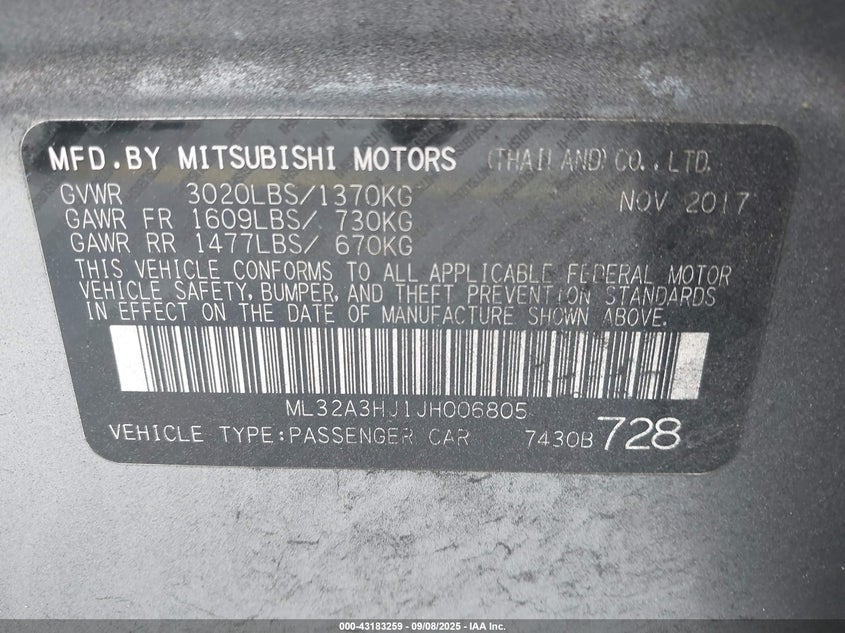 MFD.BY MITSUBISHI MOTORS (THAILAND) CO., LTD.
GVWR 3020LBS/1370KG NOV 2017
GAWR FR 1609LBS/ 730KG
GAWR RR 1477LBS/ 670KG
THIS VEHICLE CONFORMS TO ALL APPLICABLE FEDERAL MOTOR
VEHICLE SAFETY, BUMPER, AND THEFT PREVENTION STANDARDS
IN EFFECT ON THE DATE OF MANUFACTURE SHOWN ABOVE.
ML32A3HJ1JH006805
VEHICLE TYPE:PASSENGER CAR 7430B 728
000-43183259 - 09/08/2025 - IAA Inc.